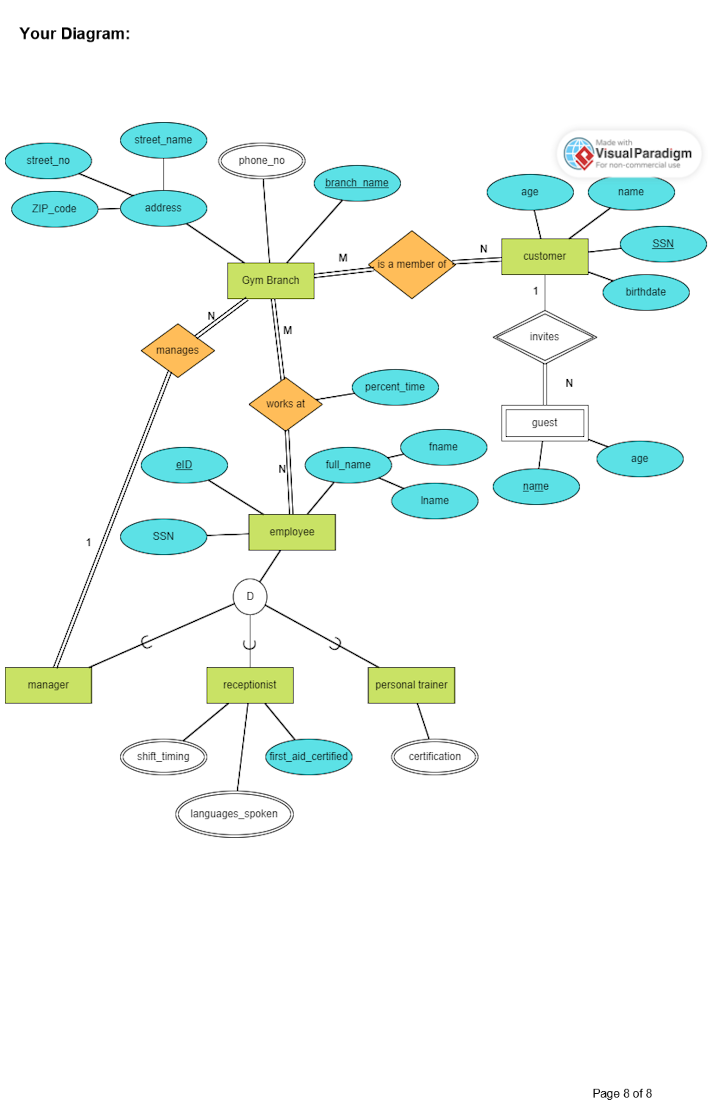 Your Diagram:
Made with
VisualParadigm
For non-commercial use
street_name
street_no
phone_no
branch_name
age
name
ZIP_code
address
SSN
M
N
customer
is a member of
Gym Branch
birthdate
1
N
M
invites
manages
N
percent_time
works at
guest
fname
eID
N
full_name
age
name
lname
employee
SSN
1
D
manager
receptionist
personal trainer
shift_timing
first_aid_certified
certification
languages_spoken
Page 8 of 8